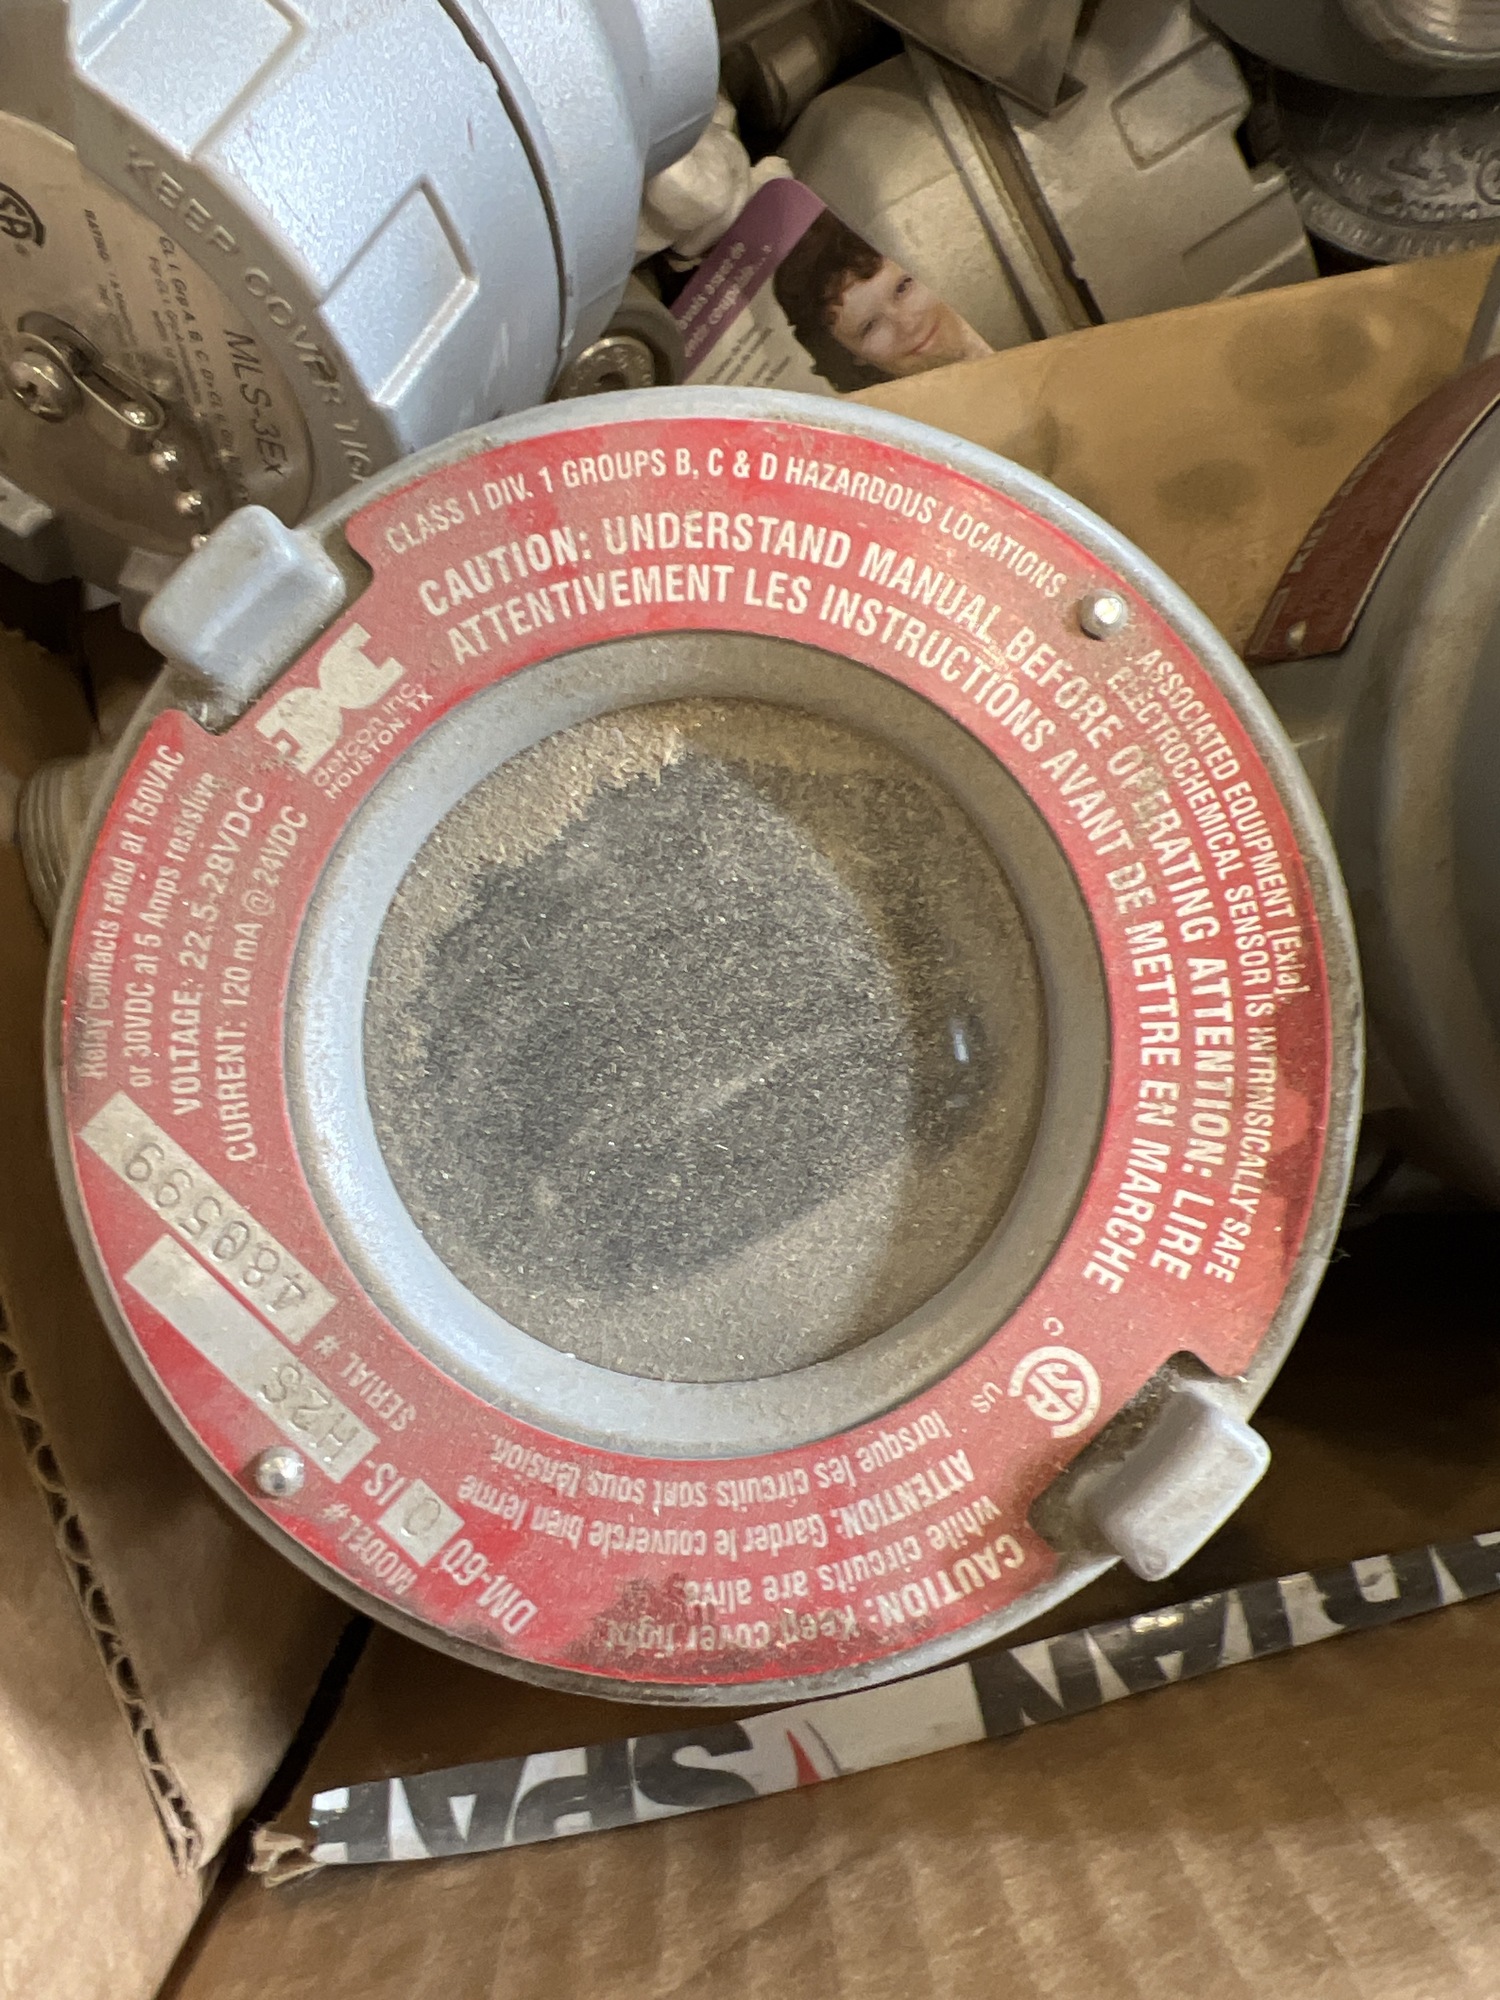 CLASS I DIV. 1 GROUPS B, C & D HAZARDOUS LOCATIONS
CAUTION: UNDERSTAND MANUAL BEFORE OPERATING ATTENTION: LIRE
ATTENTIVEMENT LES INSTRUCTIONS AVANT DE METTRE EN MARCHE
ASSOCIATED EQUIPMENT [Exia].
ELECTROCHEMICAL SENSOR IS INTRINSICALLY SAFE
C US
CAUTION: Keep cover tight
while circuits are alive.
ATTENTION: Garder le couvercle bien fermé
lorsque les circuits sont sous tension.
MODEL #
DM-60 0 /IS- H2S
SERIAL # 480599
Relay contacts rated at 150VAC
or 30VDC at 5 Amps resistive
VOLTAGE: 22.5-28VDC
CURRENT: 120 mA @ 24VDC
detcon inc.
HOUSTON, TX
KEEP COVER TIGHT
MLS-3EX
SPAR